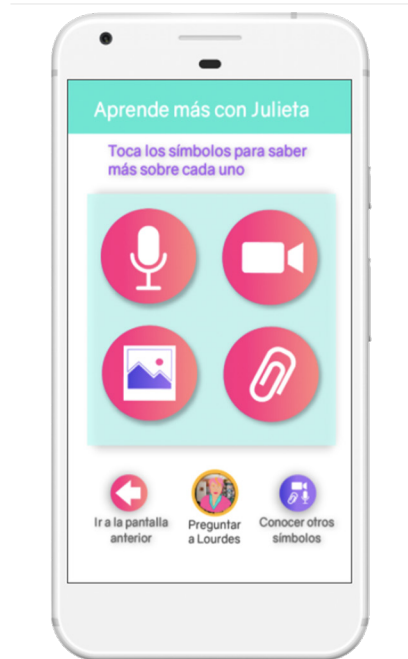 Aprende más con Julieta
Toca los símbolos para saber
más sobre cada uno
Ir a la pantalla
anterior
Preguntar
a Lourdes
Conocer otros
símbolos